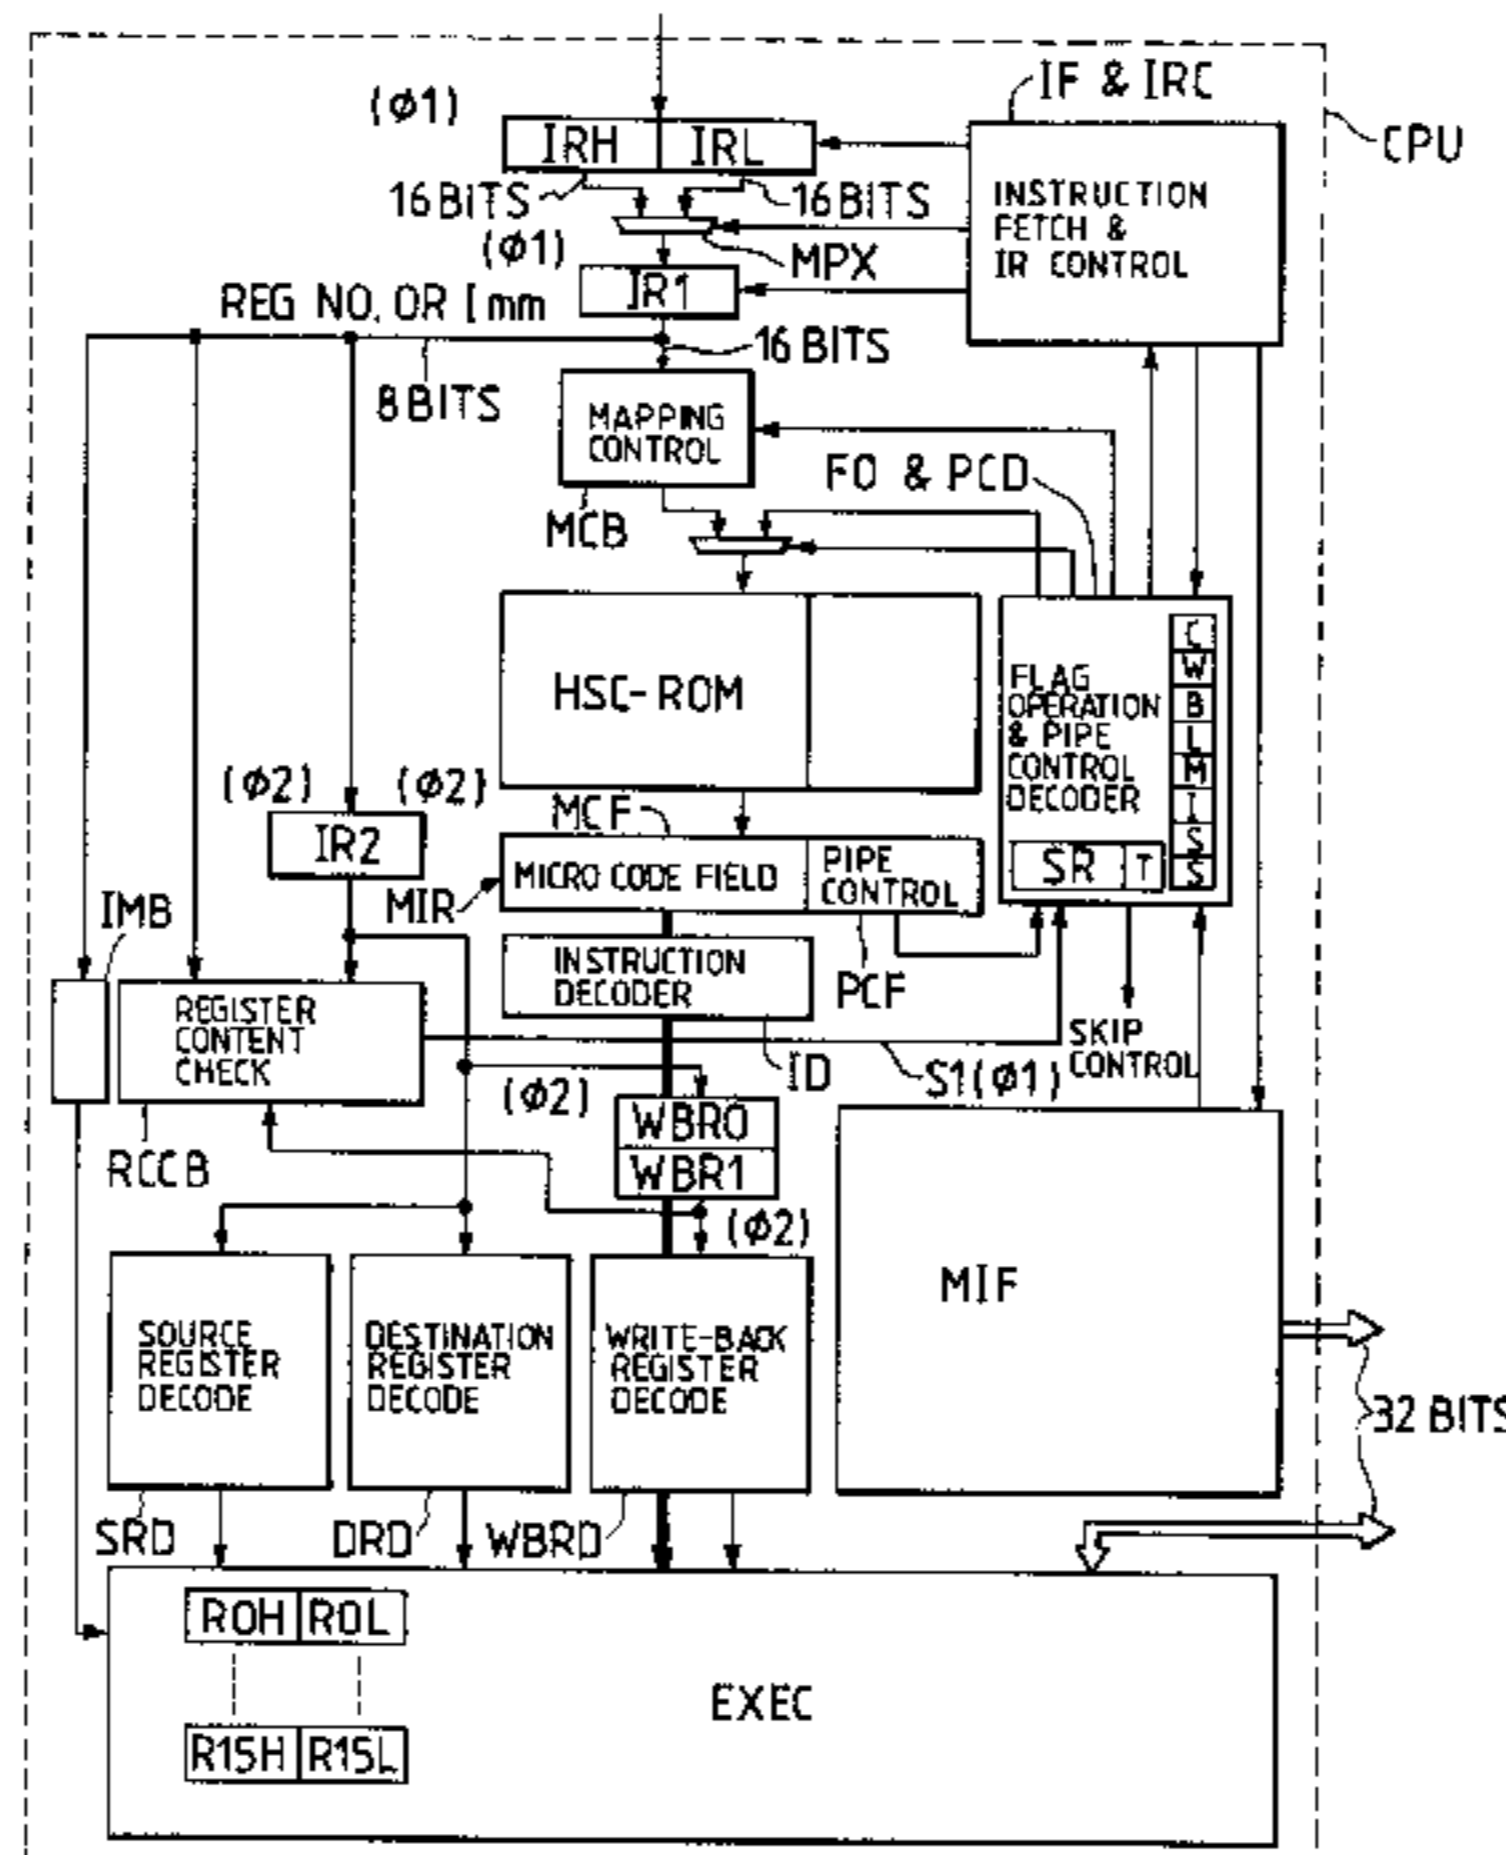 (φ1)
IF & IRC
CPU
IRH IRL
16 BITS
16 BITS
INSTRUCTION
FETCH &
IR CONTROL
(φ1)
MPX
IR1
REG NO. OR Imm
16 BITS
8 BITS
MAPPING
CONTROL
FO & PCD
MCB
HSC-ROM
FLAG
OPERATION
& PIPE
CONTROL
DECODER
C
W
B
L
M
I
S
S
SR T
(φ2)
(φ2)
IR2
MCF
MICRO CODE FIELD
PIPE
CONTROL
MIR
IMB
INSTRUCTION
DECODER
PCF
REGISTER
CONTENT
CHECK
SKIP
CONTROL
ID
S1(φ1)
(φ2)
WBR0
WBR1
RCCB
(φ2)
MIF
SOURCE
REGISTER
DECODE
DESTINATION
REGISTER
DECODE
WRITE-BACK
REGISTER
DECODE
32 BITS
SRD
DRD
WBRD
R0H R0L
EXEC
R15H R15L